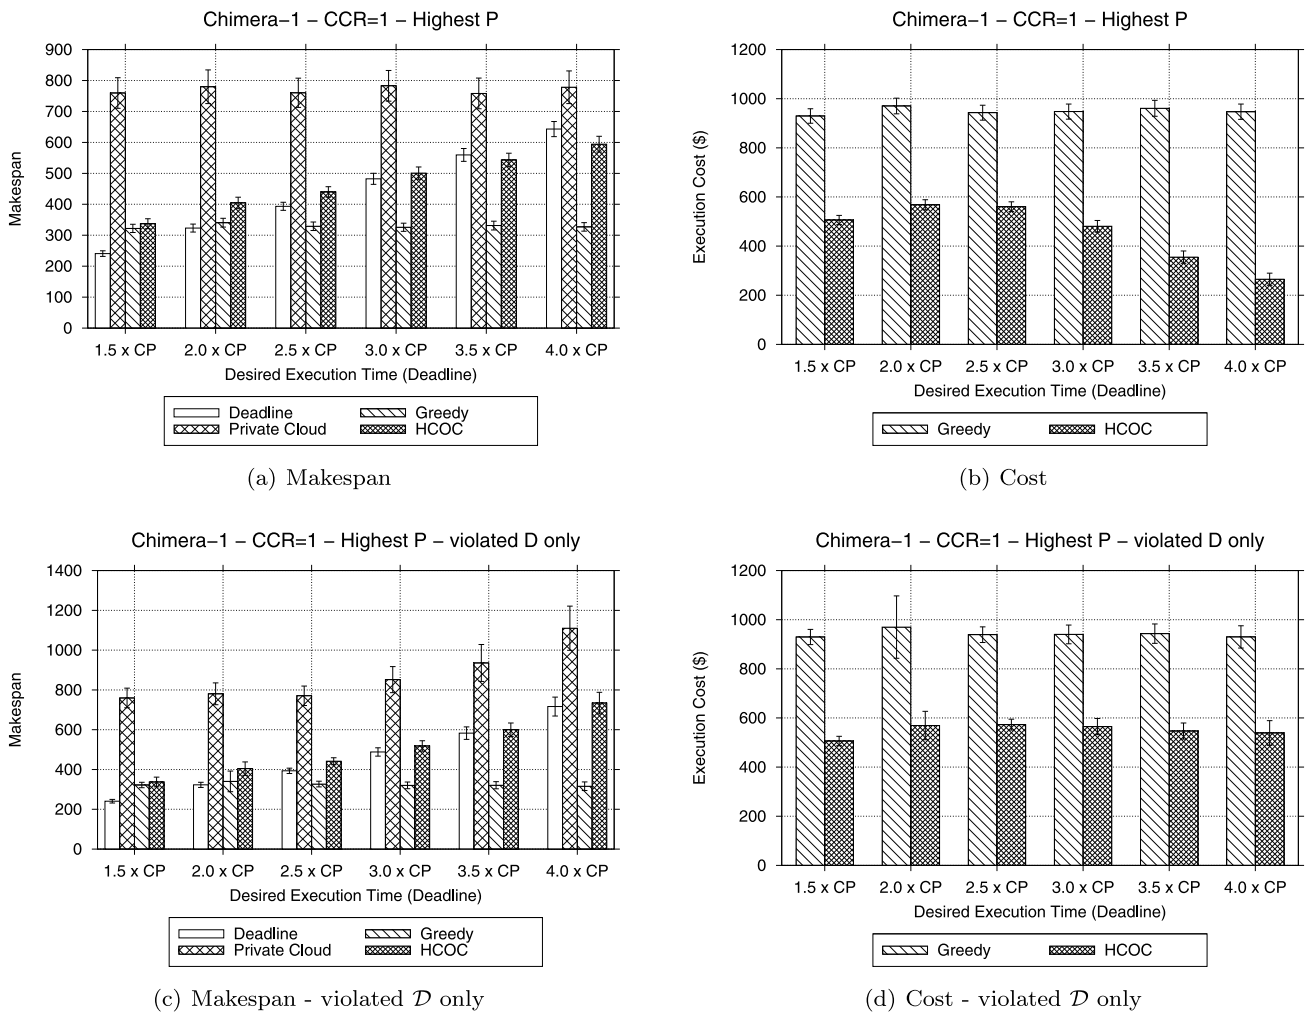 Chimera−1 − CCR=1 − Highest P
Makespan
900
800
700
600
500
400
300
200
100
0
1.5 x CP 2.0 x CP 2.5 x CP 3.0 x CP 3.5 x CP 4.0 x CP
Desired Execution Time (Deadline)
Deadline Greedy
Private Cloud HCOC
(a) Makespan
Chimera−1 − CCR=1 − Highest P
Execution Cost ($)
1200
1000
800
600
400
200
0
1.5 x CP 2.0 x CP 2.5 x CP 3.0 x CP 3.5 x CP 4.0 x CP
Desired Execution Time (Deadline)
Greedy HCOC
(b) Cost
Chimera−1 − CCR=1 − Highest P − violated D only
Makespan
1400
1200
1000
800
600
400
200
0
1.5 x CP 2.0 x CP 2.5 x CP 3.0 x CP 3.5 x CP 4.0 x CP
Desired Execution Time (Deadline)
Deadline Greedy
Private Cloud HCOC
(c) Makespan - violated 𝒟 only
Chimera−1 − CCR=1 − Highest P − violated D only
Execution Cost ($)
1200
1000
800
600
400
200
0
1.5 x CP 2.0 x CP 2.5 x CP 3.0 x CP 3.5 x CP 4.0 x CP
Desired Execution Time (Deadline)
Greedy HCOC
(d) Cost - violated 𝒟 only